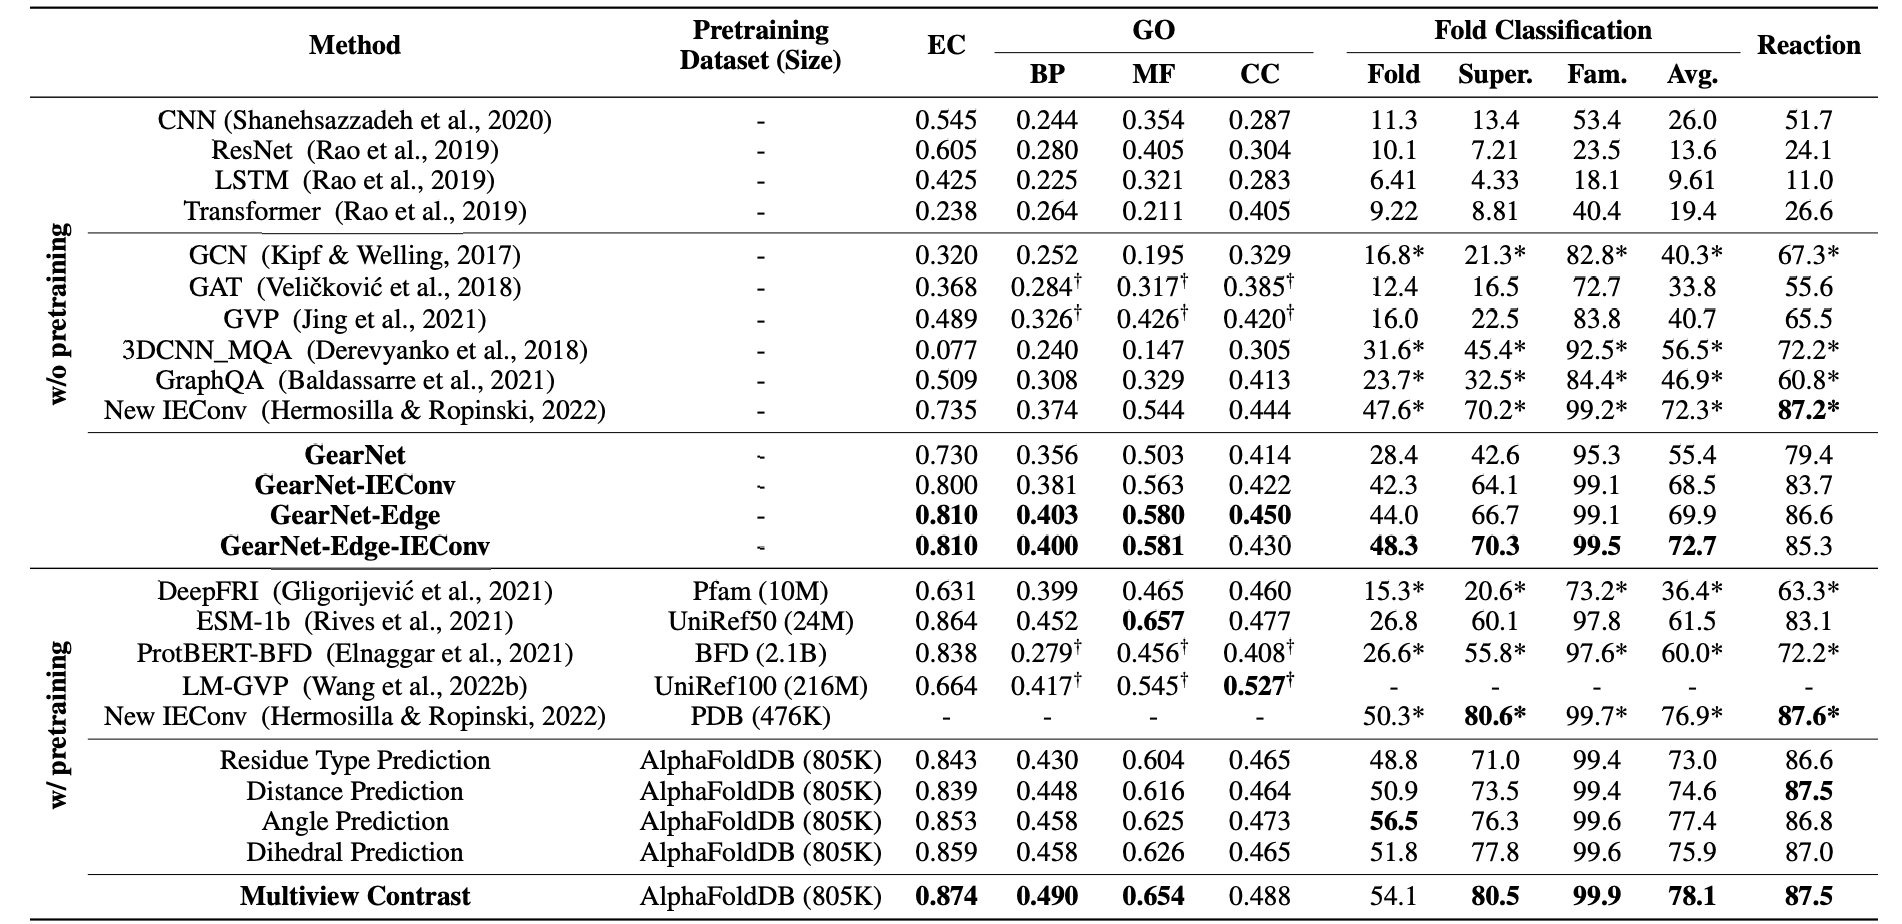 Method Pretraining Dataset (Size) EC GO Fold Classification Reaction
BP MF CC Fold Super. Fam. Avg.
w/o pretraining
CNN (Shanehsazzadeh et al., 2020) - 0.545 0.244 0.354 0.287 11.3 13.4 53.4 26.0 51.7
ResNet (Rao et al., 2019) - 0.605 0.280 0.405 0.304 10.1 7.21 23.5 13.6 24.1
LSTM (Rao et al., 2019) - 0.425 0.225 0.321 0.283 6.41 4.33 18.1 9.61 11.0
Transformer (Rao et al., 2019) - 0.238 0.264 0.211 0.405 9.22 8.81 40.4 19.4 26.6
GCN (Kipf & Welling, 2017) - 0.320 0.252 0.195 0.329 16.8* 21.3* 82.8* 40.3* 67.3*
GAT (Veličković et al., 2018) - 0.368 0.284† 0.317† 0.385† 12.4 16.5 72.7 33.8 55.6
GVP (Jing et al., 2021) - 0.489 0.326† 0.426† 0.420† 16.0 22.5 83.8 40.7 65.5
3DCNN_MQA (Derevyanko et al., 2018) - 0.077 0.240 0.147 0.305 31.6* 45.4* 92.5* 56.5* 72.2*
GraphQA (Baldassarre et al., 2021) - 0.509 0.308 0.329 0.413 23.7* 32.5* 84.4* 46.9* 60.8*
New IEConv (Hermosilla & Ropinski, 2022) - 0.735 0.374 0.544 0.444 47.6* 70.2* 99.2* 72.3* 87.2*
GearNet - 0.730 0.356 0.503 0.414 28.4 42.6 95.3 55.4 79.4
GearNet-IEConv - 0.800 0.381 0.563 0.422 42.3 64.1 99.1 68.5 83.7
GearNet-Edge - 0.810 0.403 0.580 0.450 44.0 66.7 99.1 69.9 86.6
GearNet-Edge-IEConv - 0.810 0.400 0.581 0.430 48.3 70.3 99.5 72.7 85.3
w/ pretraining
DeepFRI (Gligorijević et al., 2021) Pfam (10M) 0.631 0.399 0.465 0.460 15.3* 20.6* 73.2* 36.4* 63.3*
ESM-1b (Rives et al., 2021) UniRef50 (24M) 0.864 0.452 0.657 0.477 26.8 60.1 97.8 61.5 83.1
ProtBERT-BFD (Elnaggar et al., 2021) BFD (2.1B) 0.838 0.279† 0.456† 0.408† 26.6* 55.8* 97.6* 60.0* 72.2*
LM-GVP (Wang et al., 2022b) UniRef100 (216M) 0.664 0.417† 0.545† 0.527† - - - - -
New IEConv (Hermosilla & Ropinski, 2022) PDB (476K) - - - - 50.3* 80.6* 99.7* 76.9* 87.6*
Residue Type Prediction AlphaFoldDB (805K) 0.843 0.430 0.604 0.465 48.8 71.0 99.4 73.0 86.6
Distance Prediction AlphaFoldDB (805K) 0.839 0.448 0.616 0.464 50.9 73.5 99.4 74.6 87.5
Angle Prediction AlphaFoldDB (805K) 0.853 0.458 0.625 0.473 56.5 76.3 99.6 77.4 86.8
Dihedral Prediction AlphaFoldDB (805K) 0.859 0.458 0.626 0.465 51.8 77.8 99.6 75.9 87.0
Multiview Contrast AlphaFoldDB (805K) 0.874 0.490 0.654 0.488 54.1 80.5 99.9 78.1 87.5